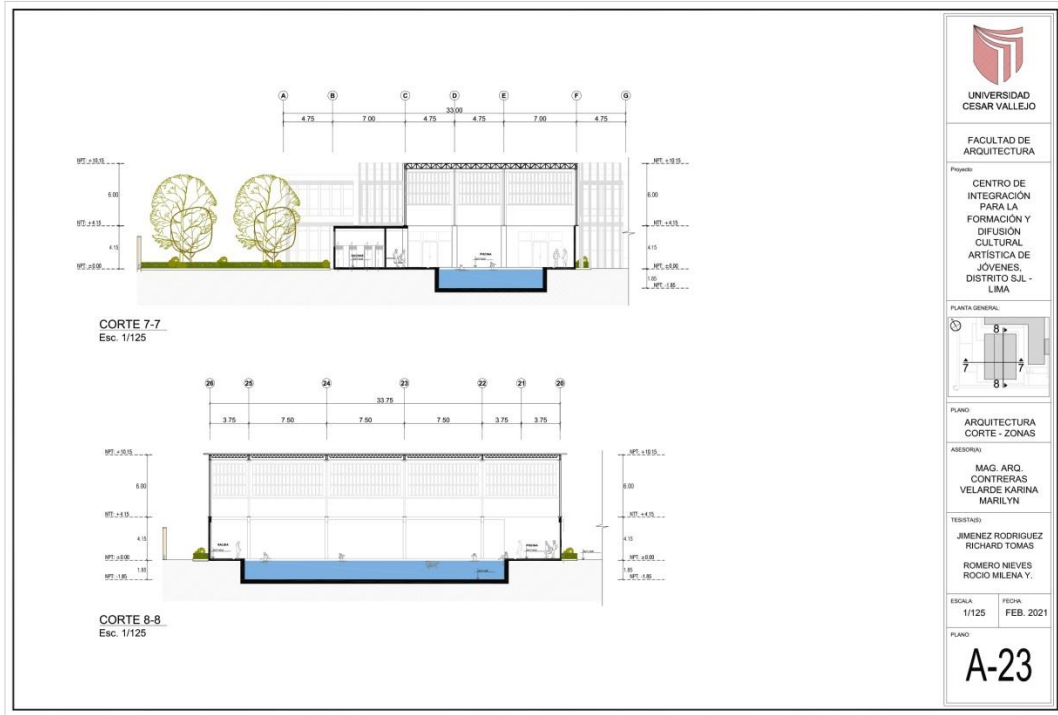 A B C D E F G
33.00
4.75 7.00 4.75 4.75 7.00 4.75
NPT: +10.15
6.00
NTT: +4.15
4.15
NPT: ±0.00
PISCINA
NPT: +10.15
6.00
NTT: +4.15
4.15
NPT: ±0.00
1.85
NPT: -1.85
CORTE 7-7
Esc. 1/125
26 25 24 23 22 21 20
33.75
3.75 7.50 7.50 7.50 3.75 3.75
NPT: +10.15
6.00
NTT: +4.15
4.15
NPT: ±0.00
1.85
NPT: -1.85
PISCINA
NPT: +10.15
6.00
NTT: +4.15
4.15
NPT: ±0.00
1.85
NPT: -1.85
CORTE 8-8
Esc. 1/125
UNIVERSIDAD
CESAR VALLEJO
FACULTAD DE
ARQUITECTURA
Proyecto:
CENTRO DE
INTEGRACIÓN
PARA LA
FORMACIÓN Y
DIFUSIÓN
CULTURAL
ARTÍSTICA DE
JÓVENES,
DISTRITO SJL -
LIMA
PLANTA GENERAL:
8
7 7
8
PLANO:
ARQUITECTURA
CORTE - ZONAS
ASESOR(A):
MAG. ARQ.
CONTRERAS
VELARDE KARINA
MARILYN
TESISTA(S):
JIMENEZ RODRIGUEZ
RICHARD TOMAS
ROMERO NIEVES
ROCIO MILENA Y.
ESCALA: FECHA:
1/125 FEB. 2021
PLANO:
A-23